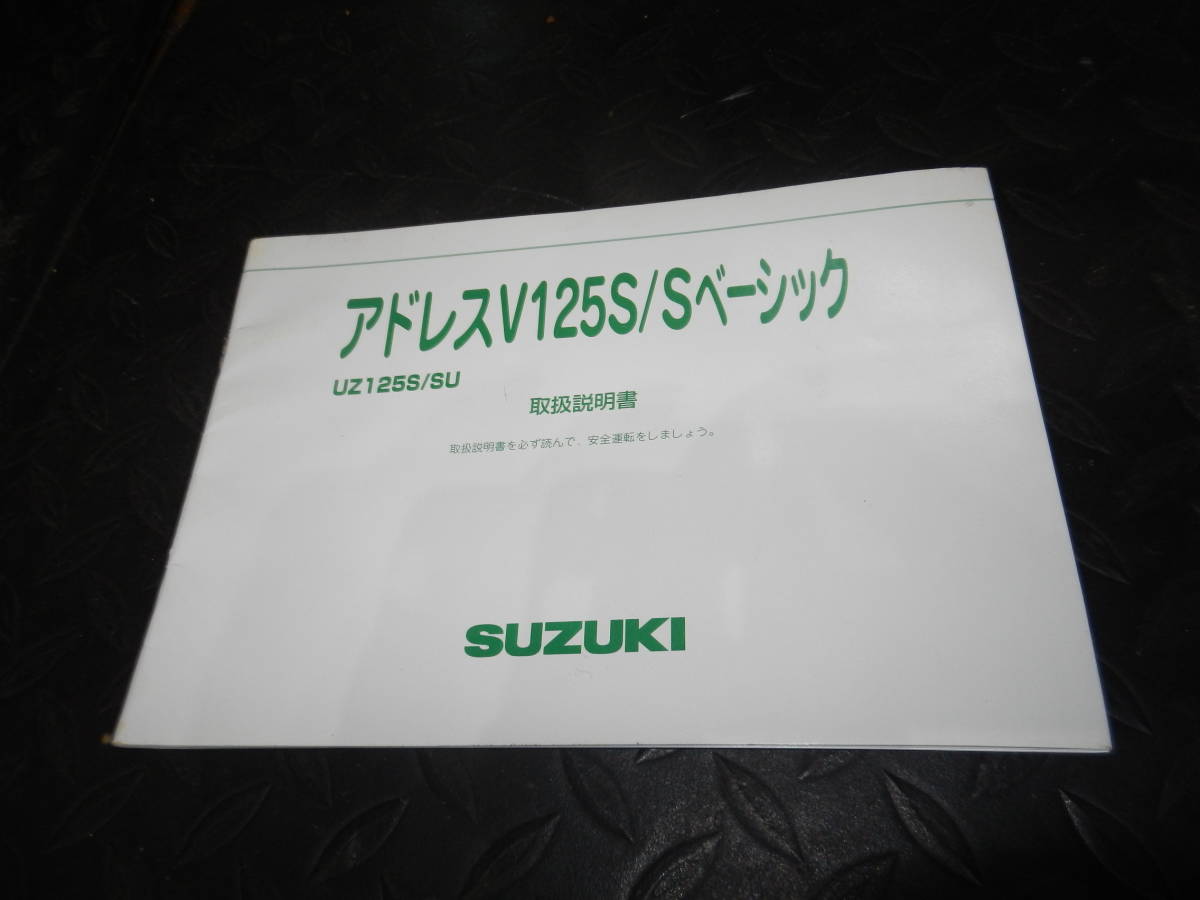 アドレスV125S/Sベーシック
UZ125S/SU
取扱説明書
取扱説明書を必ず読んで、安全運転をしましょう。
SUZUKI